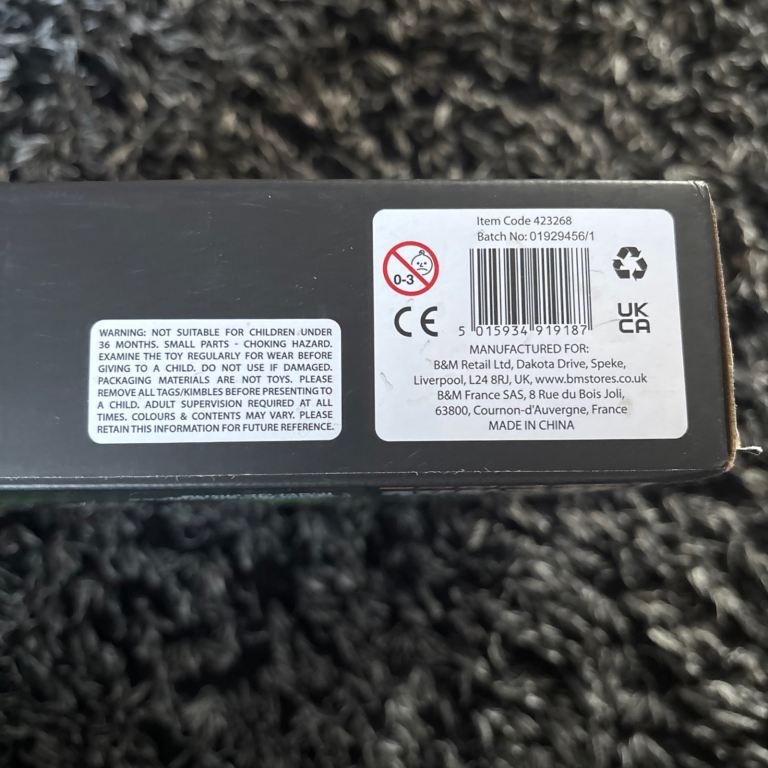 WARNING: NOT SUITABLE FOR CHILDREN UNDER
36 MONTHS. SMALL PARTS - CHOKING HAZARD.
EXAMINE THE TOY REGULARLY FOR WEAR BEFORE
GIVING TO A CHILD. DO NOT USE IF DAMAGED.
PACKAGING MATERIALS ARE NOT TOYS. PLEASE
REMOVE ALL TAGS/KIMBLES BEFORE PRESENTING TO
A CHILD. ADULT SUPERVISION REQUIRED AT ALL
TIMES. COLOURS & CONTENTS MAY VARY. PLEASE
RETAIN THIS INFORMATION FOR FUTURE REFERENCE.
Item Code 423268
Batch No: 01929456/1
0-3
CE
UK
CA
5 015934 919187
MANUFACTURED FOR:
B&M Retail Ltd, Dakota Drive, Speke,
Liverpool, L24 8RJ, UK, www.bmstores.co.uk
B&M France SAS, 8 Rue du Bois Joli,
63800, Cournon-d'Auvergne, France
MADE IN CHINA